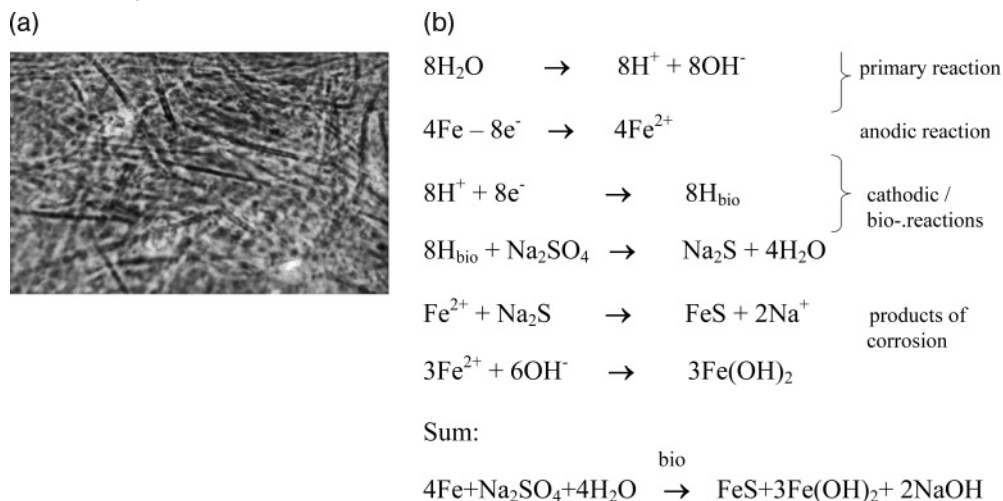 (a)
(b)
8H₂O → 8H⁺ + 8OH⁻ primary reaction
4Fe – 8e⁻ → 4Fe²⁺ anodic reaction
8H⁺ + 8e⁻ → 8H_bio cathodic /
bio-.reactions
8H_bio + Na₂SO₄ → Na₂S + 4H₂O
Fe²⁺ + Na₂S → FeS + 2Na⁺ products of
corrosion
3Fe²⁺ + 6OH⁻ → 3Fe(OH)₂
Sum:
bio
4Fe+Na₂SO₄+4H₂O → FeS+3Fe(OH)₂+ 2NaOH